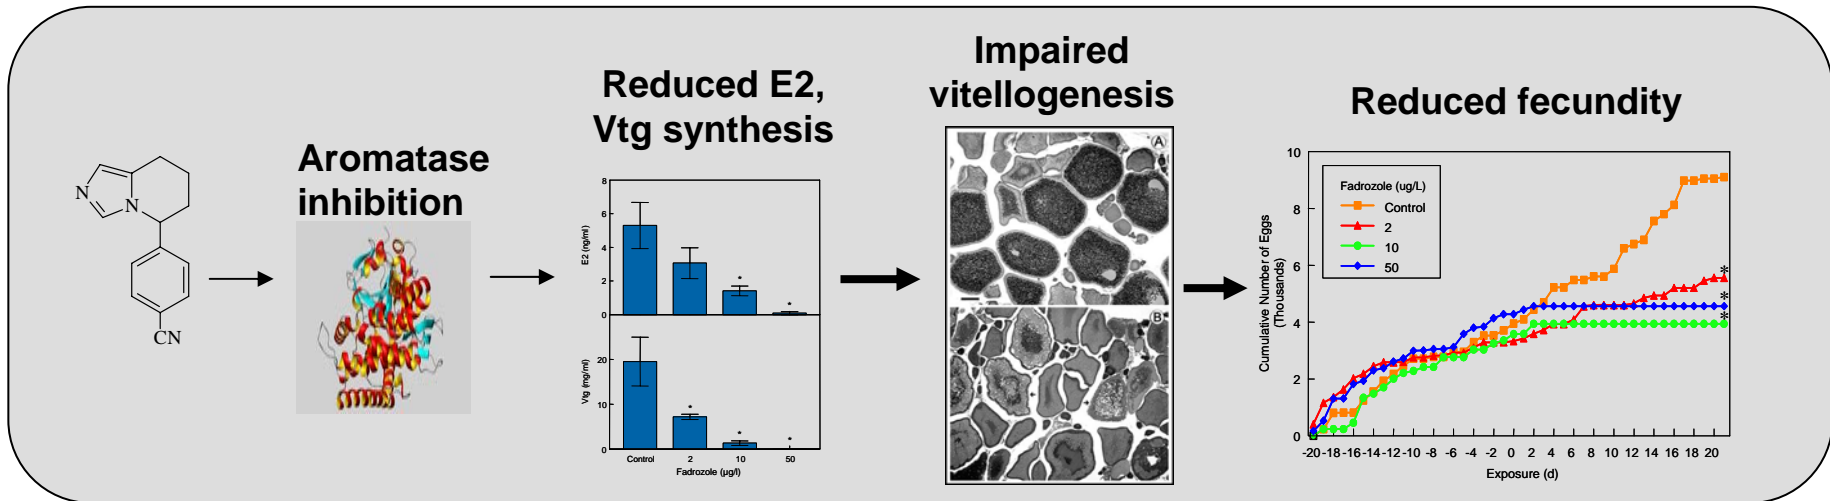 N
N
CN
Aromatase
inhibition
Reduced E2,
Vtg synthesis
8
6
4
2
0
E2 (ng/ml)
*
*
20
10
0
Vtg (mg/ml)
*
*
*
Control 2 10 50
Fadrozole (µg/l)
Impaired
vitellogenesis
A
B
Reduced fecundity
10
8
6
4
2
0
Cumulative Number of Eggs
(Thousands)
Fadrozole (ug/L)
Control
2
10
50
*
*
*
-20 -18 -16 -14 -12 -10 -8 -6 -4 -2 0 2 4 6 8 10 12 14 16 18 20
Exposure (d)